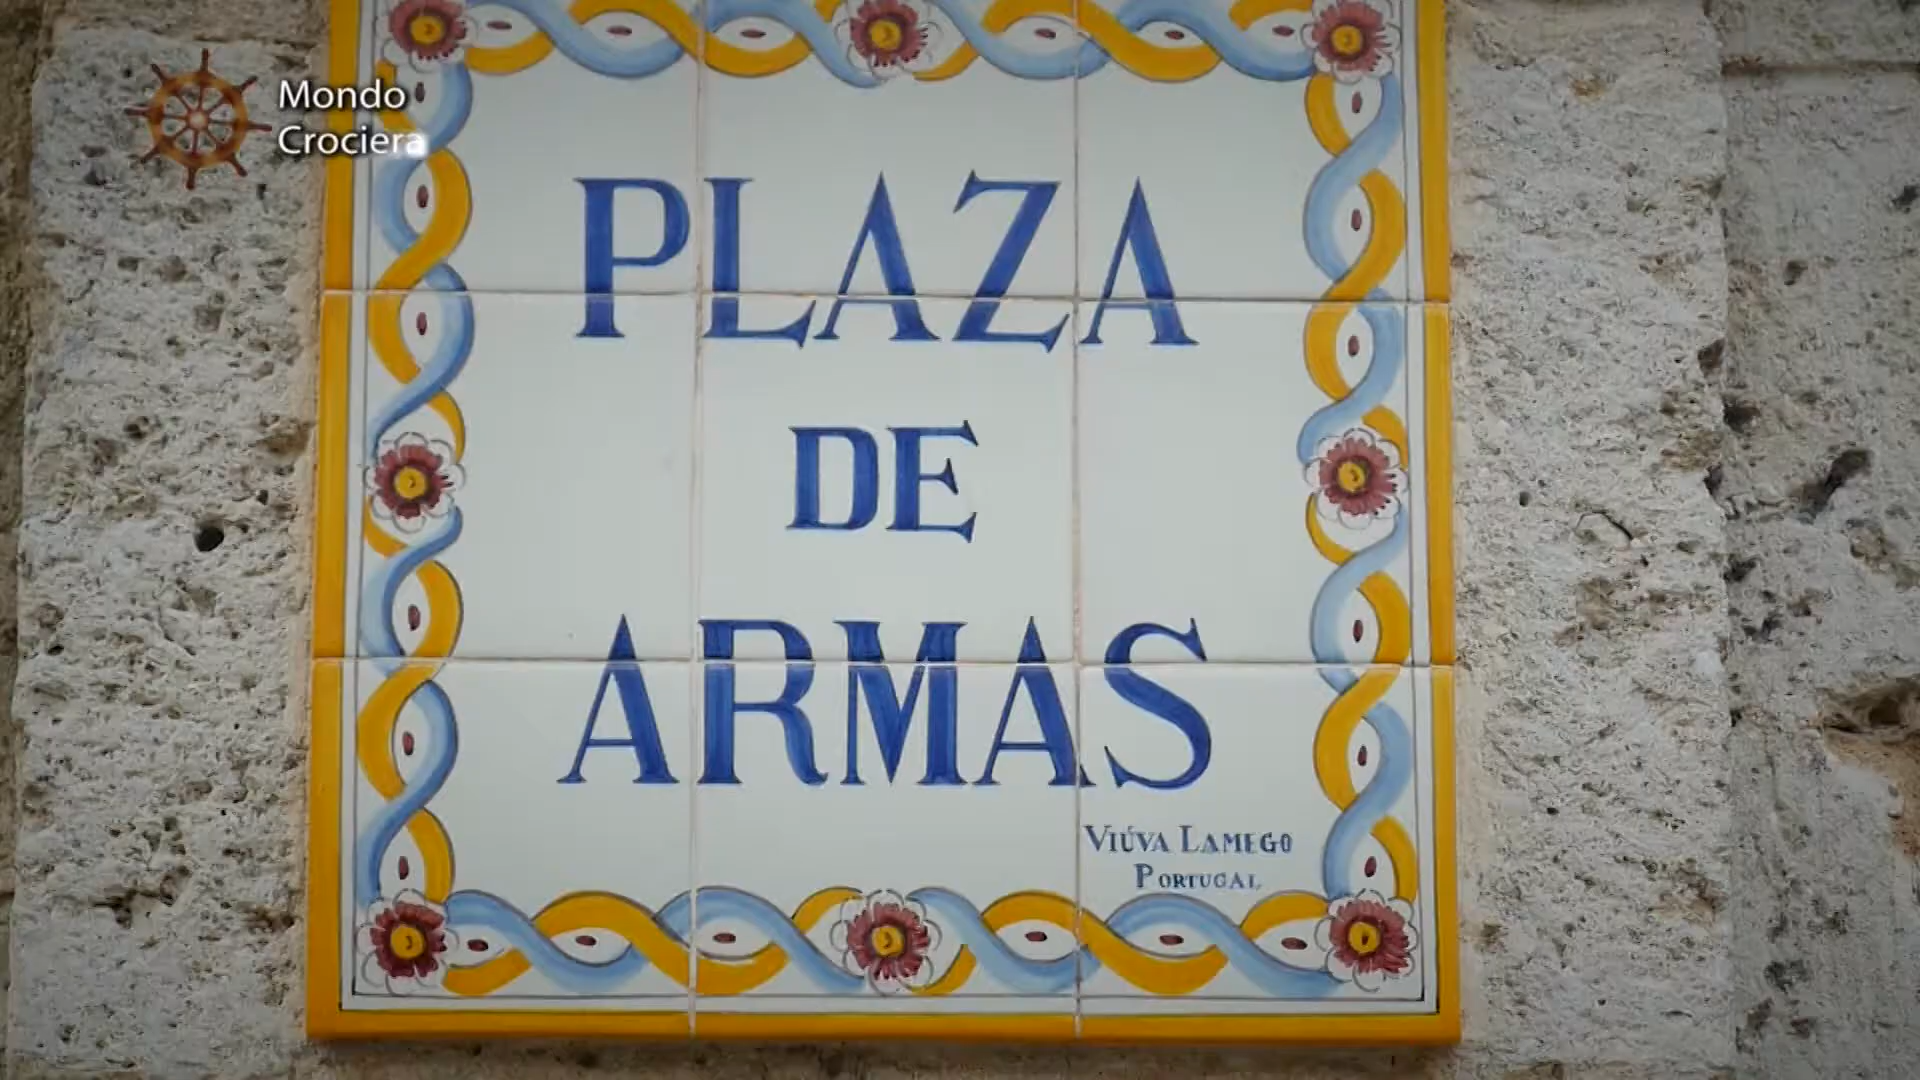 Mondo
Crociera
PLAZA
DE
ARMAS
VIÚVA LAMEGO
PORTUGAL